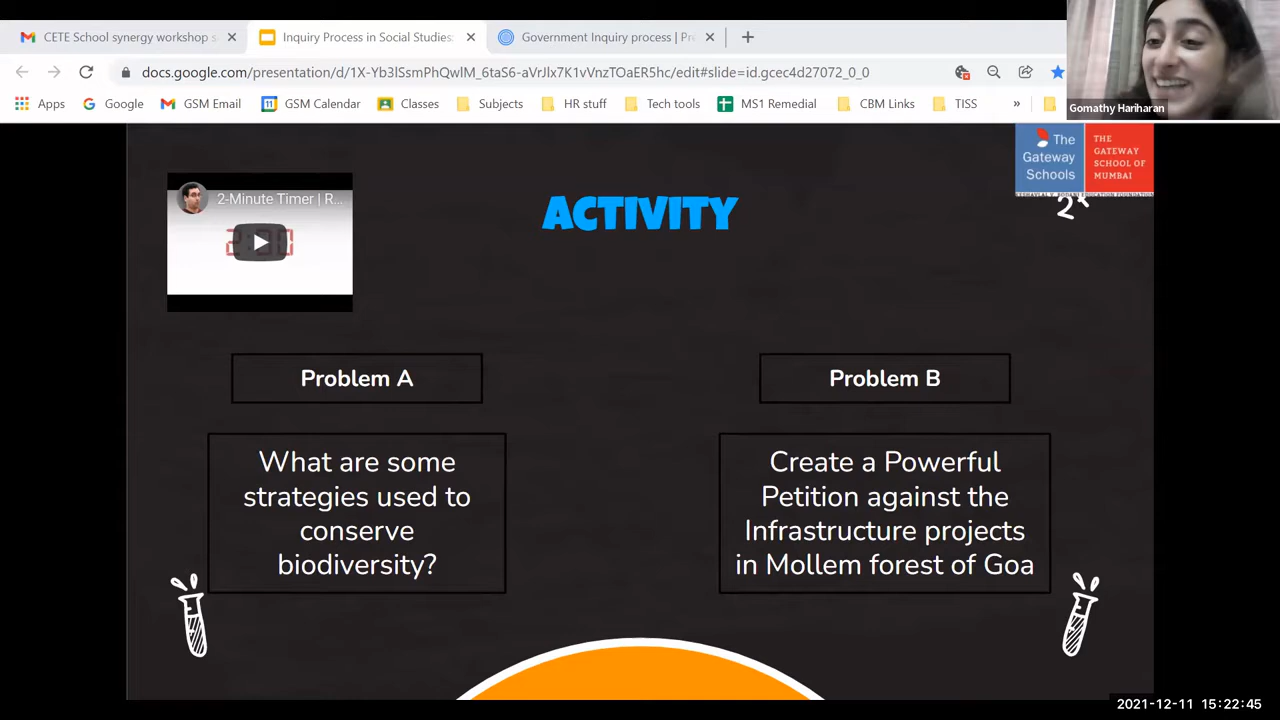 CETE School synergy workshop s
Inquiry Process in Social Studies:
Government Inquiry process | Pre
docs.google.com/presentation/d/1X-Yb3lSsmPhQwlM_6taS6-aVrJlx7K1vVnzTOaER5hc/edit#slide=id.gcec4d27072_0_0
Apps
Google
GSM Email
GSM Calendar
Classes
Subjects
HR stuff
Tech tools
MS1 Remedial
CBM Links
TISS
»
Gomathy Hariharan
The
Gateway
Schools
THE
GATEWAY
SCHOOL OF
MUMBAI
2-Minute Timer | R...
2:00
ACTIVITY
Problem A
What are some
strategies used to
conserve
biodiversity?
Problem B
Create a Powerful
Petition against the
Infrastructure projects
in Mollem forest of Goa
2021-12-11 15:22:45